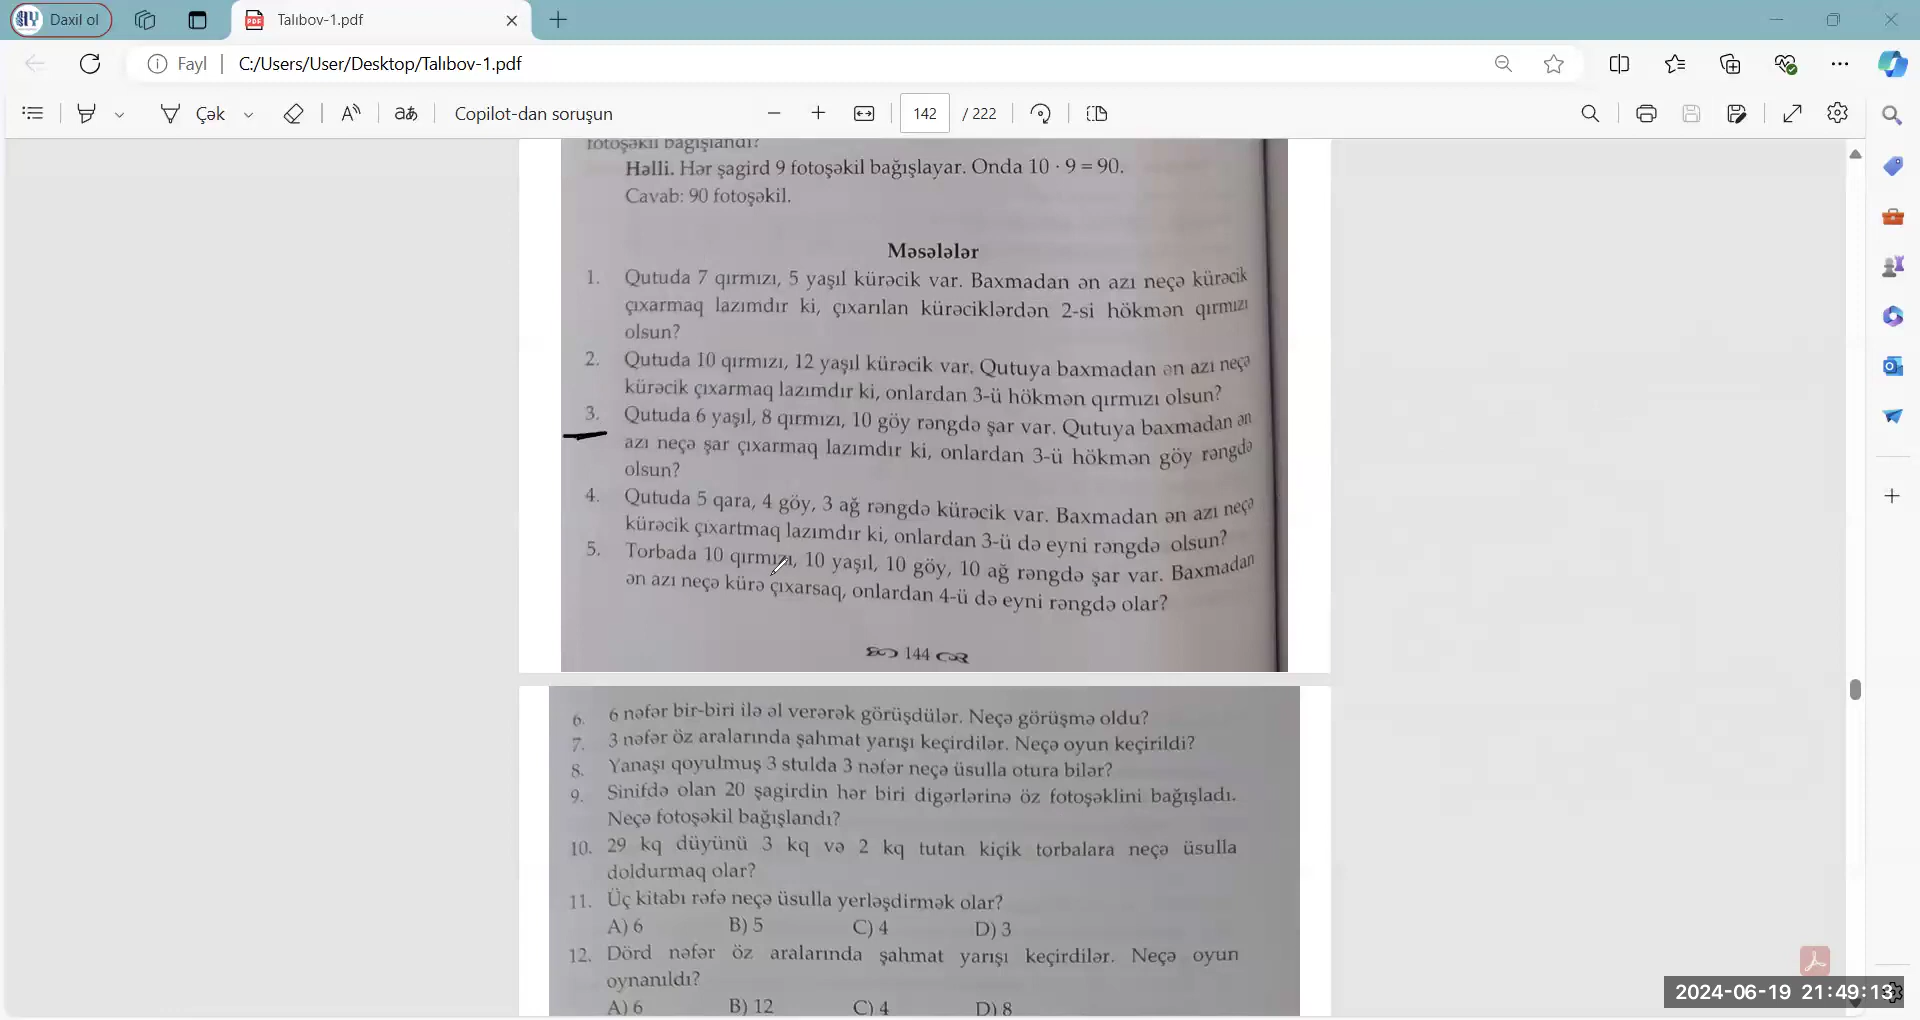 Daxil ol
Talıbov-1.pdf
Fayl
C:/Users/User/Desktop/Talıbov-1.pdf
Çək
aあ
Copilot-dan soruşun
142
/ 222
fotoşəkil bağışlandı?
Həlli. Hər şagird 9 fotoşəkil bağışlayar. Onda 10 · 9 = 90.
Cavab: 90 fotoşəkil.
Məsələlər
1. Qutuda 7 qırmızı, 5 yaşıl kürəcik var. Baxmadan ən azı neçə kürəcik
çıxarmaq lazımdır ki, çıxarılan kürəciklərdən 2-si hökmən qırmızı
olsun?
2. Qutuda 10 qırmızı, 12 yaşıl kürəcik var. Qutuya baxmadan ən azı neçə
kürəcik çıxarmaq lazımdır ki, onlardan 3-ü hökmən qırmızı olsun?
3. Qutuda 6 yaşıl, 8 qırmızı, 10 göy rəngdə şar var. Qutuya baxmadan ən
azı neçə şar çıxarmaq lazımdır ki, onlardan 3-ü hökmən göy rəngdə
olsun?
4. Qutuda 5 qara, 4 göy, 3 ağ rəngdə kürəcik var. Baxmadan ən azı neçə
kürəcik çıxartmaq lazımdır ki, onlardan 3-ü də eyni rəngdə olsun?
5. Torbada 10 qırmızı, 10 yaşıl, 10 göy, 10 ağ rəngdə şar var. Baxmadan
ən azı neçə kürə çıxarsaq, onlardan 4-ü də eyni rəngdə olar?
144
6. 6 nəfər bir-biri ilə əl verərək görüşdülər. Neçə görüşmə oldu?
7. 3 nəfər öz aralarında şahmat yarışı keçirdilər. Neçə oyun keçirildi?
8. Yanaşı qoyulmuş 3 stulda 3 nəfər neçə üsulla otura bilər?
9. Sinifdə olan 20 şagirdin hər biri digərlərinə öz fotoşəklini bağışladı.
Neçə fotoşəkil bağışlandı?
10. 29 kq düyünü 3 kq və 2 kq tutan kiçik torbalara neçə üsulla
doldurmaq olar?
11. Üç kitabı rəfə neçə üsulla yerləşdirmək olar?
A) 6 B) 5 C) 4 D) 3
12. Dörd nəfər öz aralarında şahmat yarışı keçirdilər. Neçə oyun
oynanıldı?
A) 6 B) 12 C) 4 D) 8
2024-06-19 21:49:13